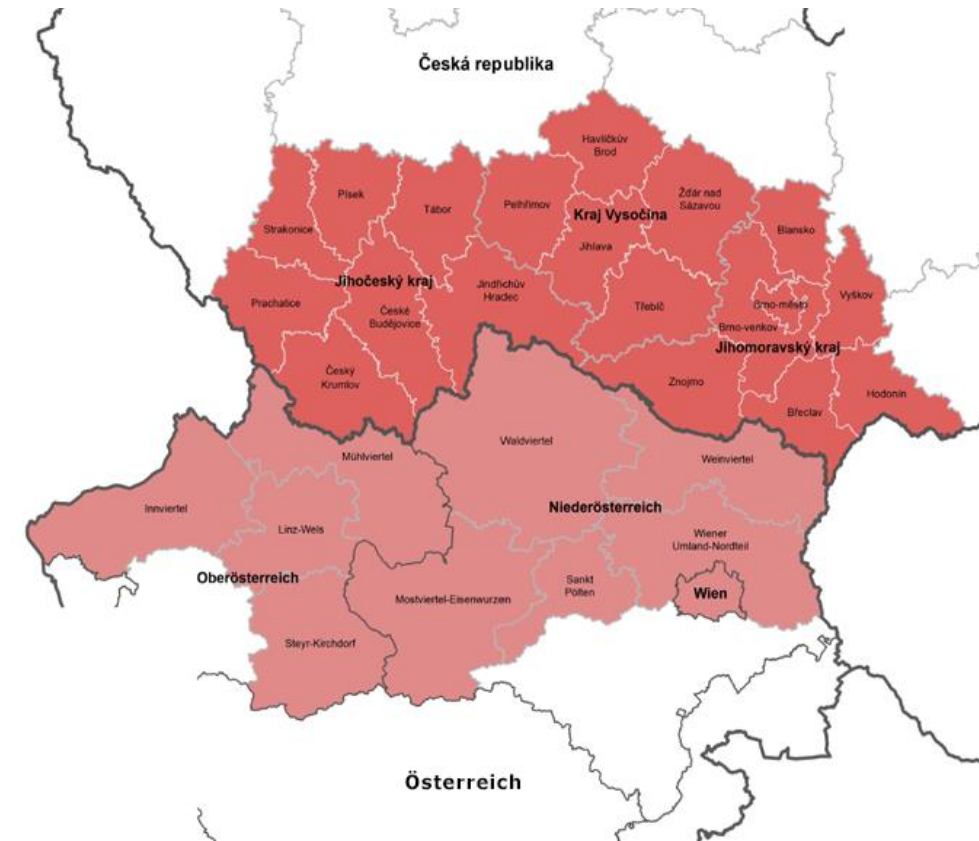 Česká republika
Havlíčkův
Brod
Písek
Tábor
Pelhřimov
Žďár nad
Sázavou
Strakonice
Kraj Vysočina
Blansko
Jihlava
Jihočeský kraj
Jindřichův
Hradec
Prachatice
České
Budějovice
Třebíč
Brno-město
Vyškov
Brno-venkov
Jihomoravský kraj
Český
Krumlov
Znojmo
Hodonín
Břeclav
Waldviertel
Mühlviertel
Weinviertel
Innviertel
Niederösterreich
Linz-Wels
Wiener
Umland-Nordteil
Oberösterreich
Sankt
Pölten
Wien
Mostviertel-Eisenwurzen
Steyr-Kirchdorf
Österreich